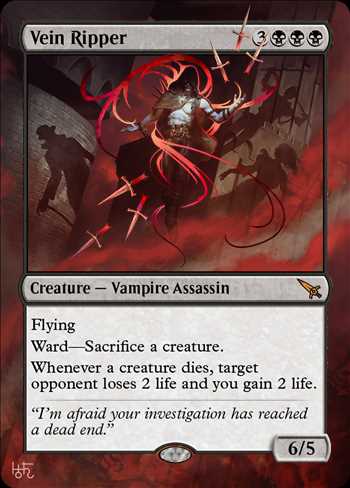 Vein Ripper 3
Creature — Vampire Assassin
Flying
Ward—Sacrifice a creature.
Whenever a creature dies, target
opponent loses 2 life and you gain 2 life.
“I’m afraid your investigation has reached
a dead end.”
6/5